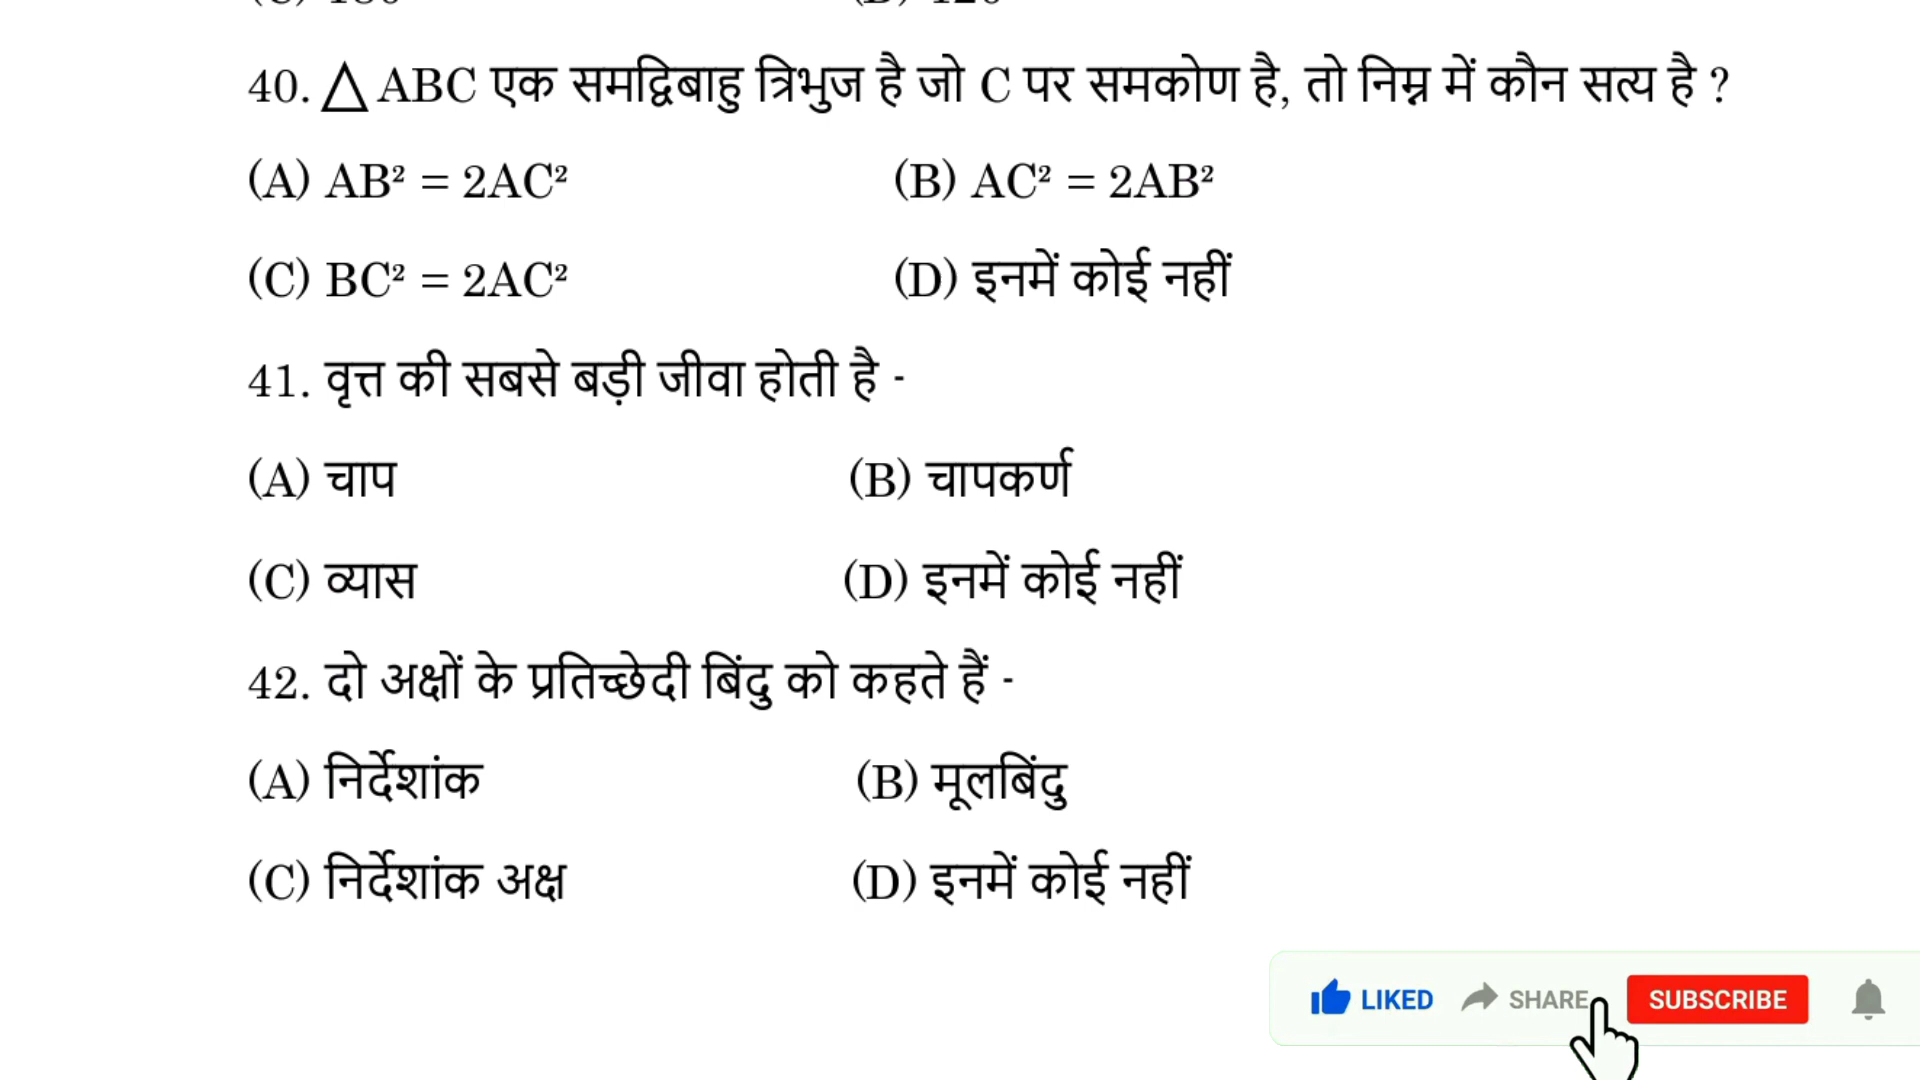 40. △ ABC एक समद्विबाहु त्रिभुज है जो C पर समकोण है, तो निम्न में कौन सत्य है ?
(A) AB² = 2AC² (B) AC² = 2AB²
(C) BC² = 2AC² (D) इनमें कोई नहीं
41. वृत्त की सबसे बड़ी जीवा होती है -
(A) चाप (B) चापकर्ण
(C) व्यास (D) इनमें कोई नहीं
42. दो अक्षों के प्रतिच्छेदी बिंदु को कहते हैं -
(A) निर्देशांक (B) मूलबिंदु
(C) निर्देशांक अक्ष (D) इनमें कोई नहीं
LIKED SHARE SUBSCRIBE